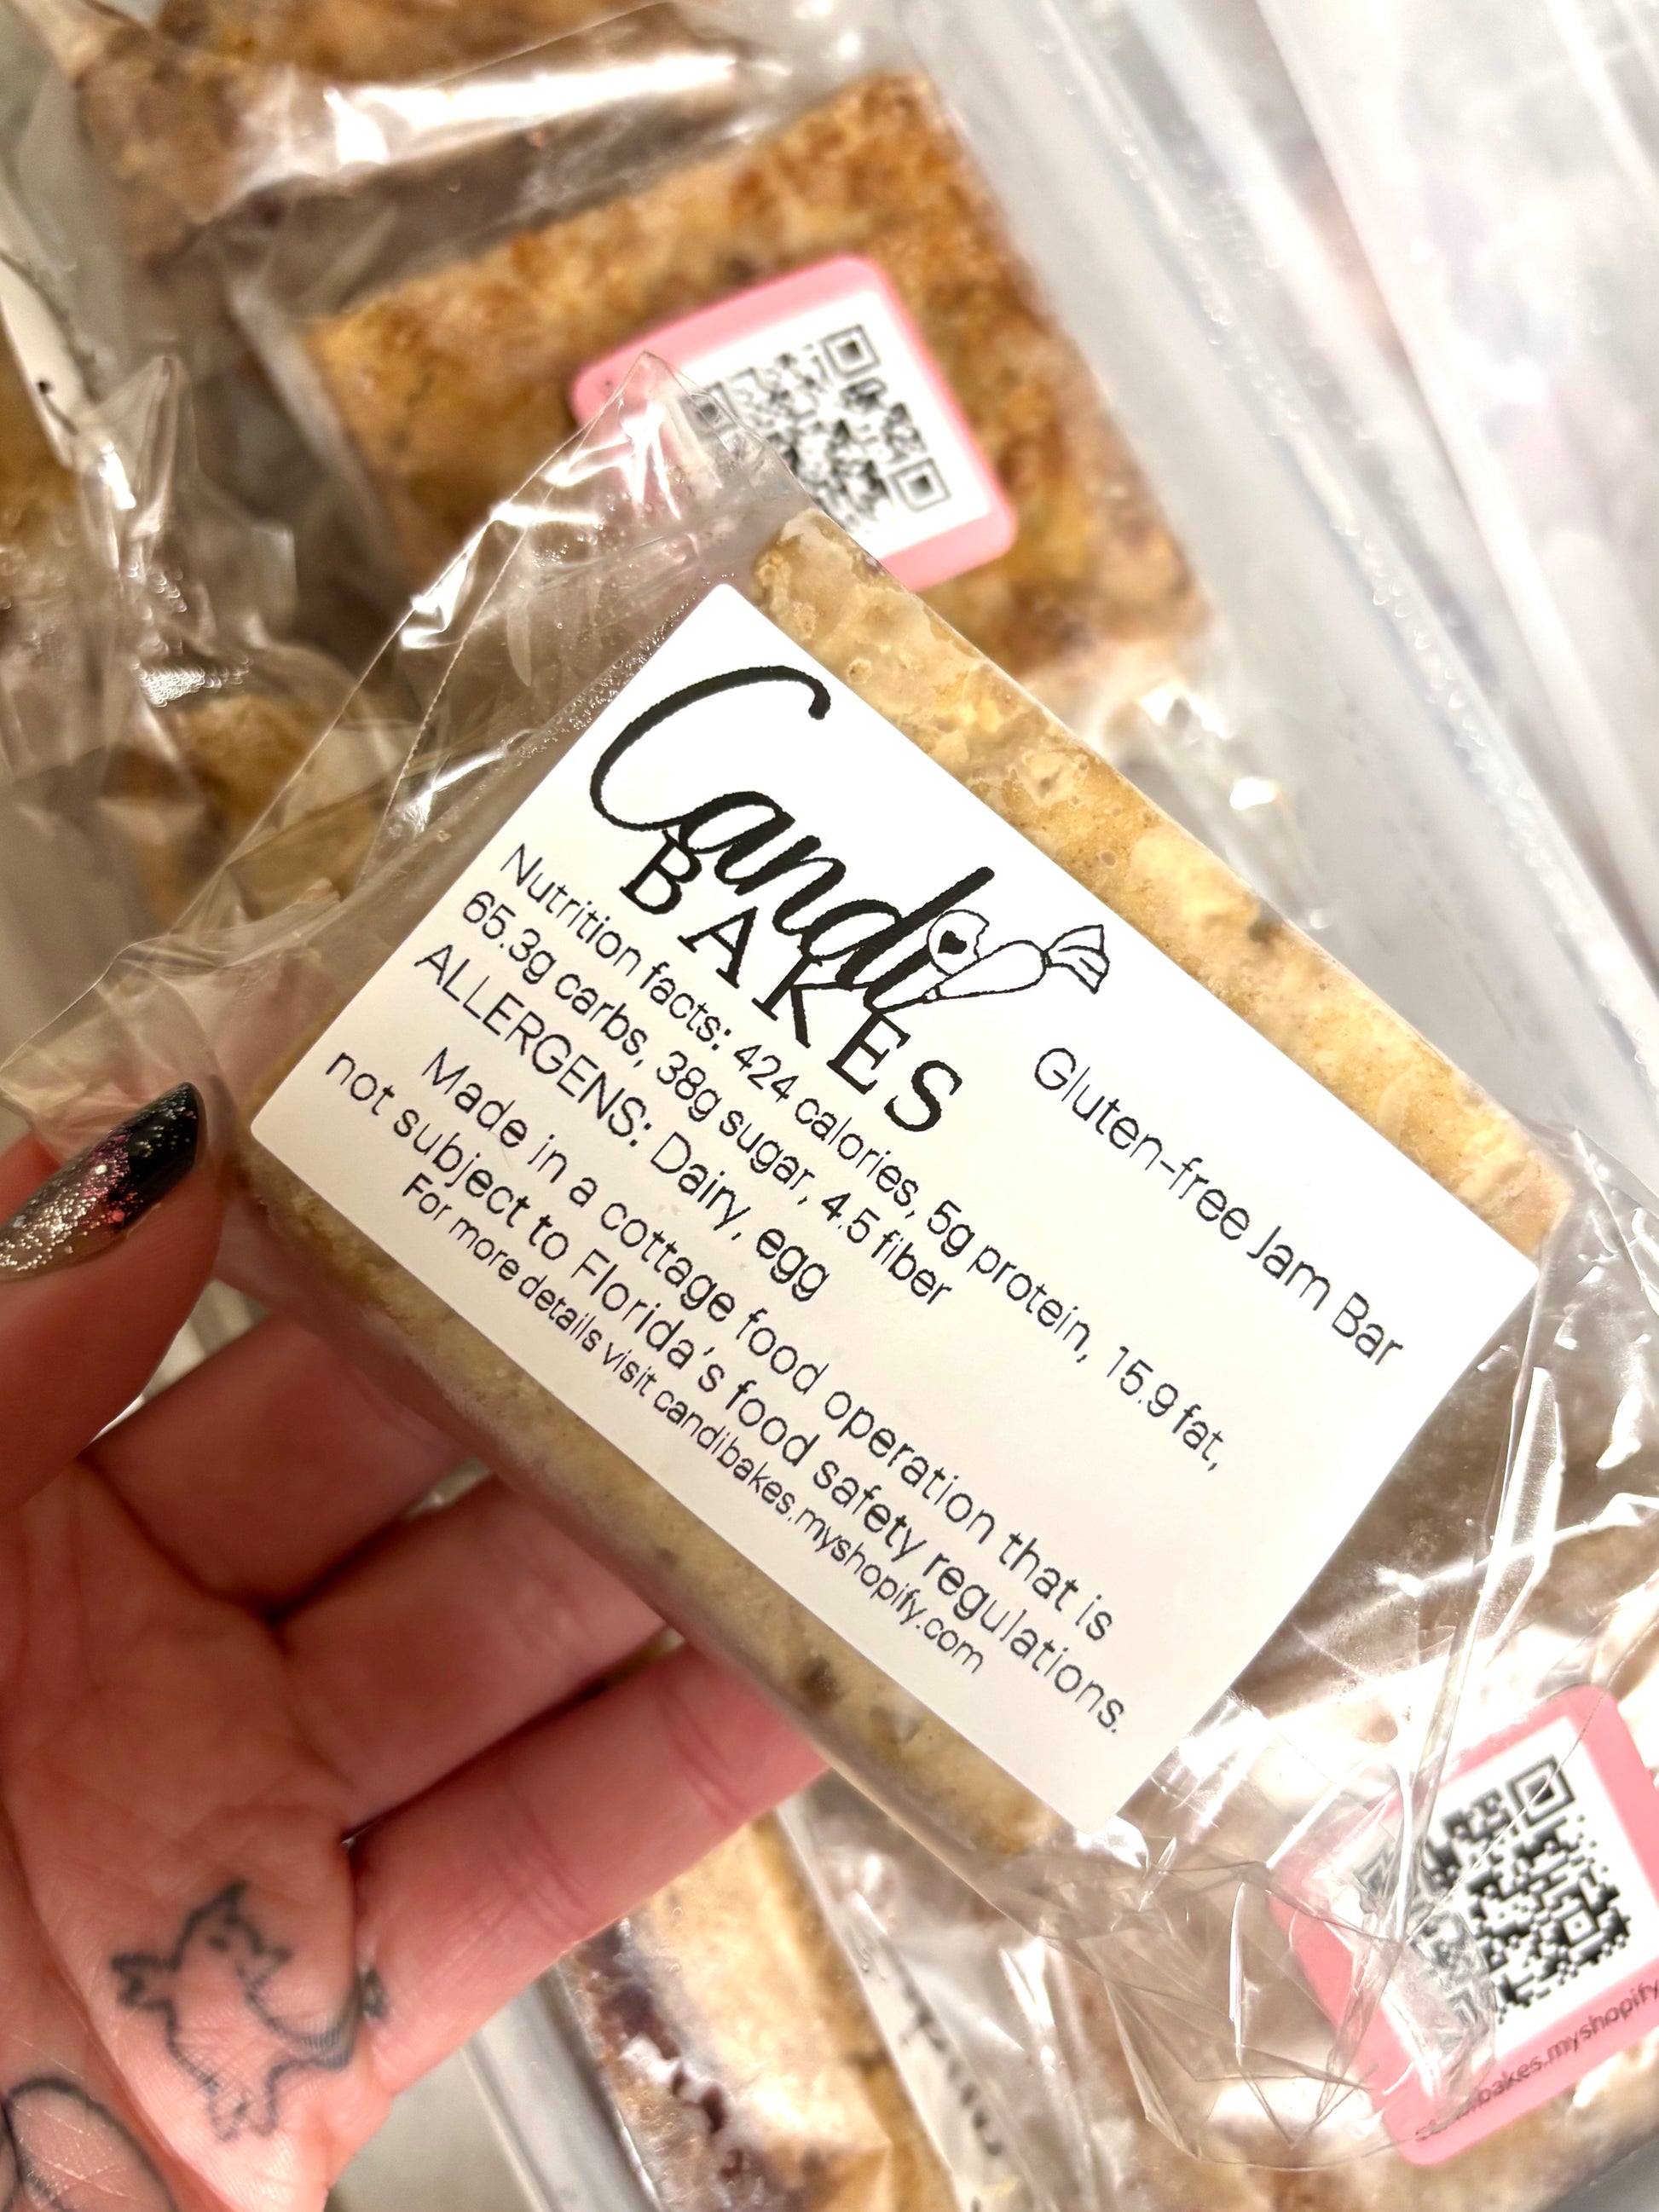 Candi
BAKES
Gluten-free Jam Bar
Nutrition facts: 424 calories, 5g protein, 15.9 fat,
65.3g carbs, 38g sugar, 4.5 fiber
ALLERGENS: Dairy, egg
Made in a cottage food operation that is
not subject to Florida's food safety regulations.
For more details visit candibakes.myshopify.com
candibakes.myshopify